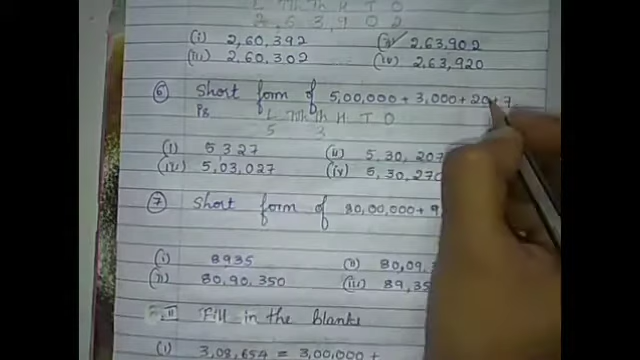 L TTh Th H T O
2 6 3 9 0 2
(i) 2,60,392 (ii) 2,63,902
(iii) 2,60,302 (iv) 2,63,920
6 Short form of 5,00,000 + 3,000 + 20 + 7
is L TTh Th H T O
5 3
(i) 5327 (ii) 5,30,207
(iii) 5,03,027 (iv) 5,30,270
7 Short form of 80,00,000 + 9
(i) 8935 (ii) 80,09,
(iii) 80,90,350 89,35
II Fill in the blanks
(i) 3,08,654 = 3,00,000 +